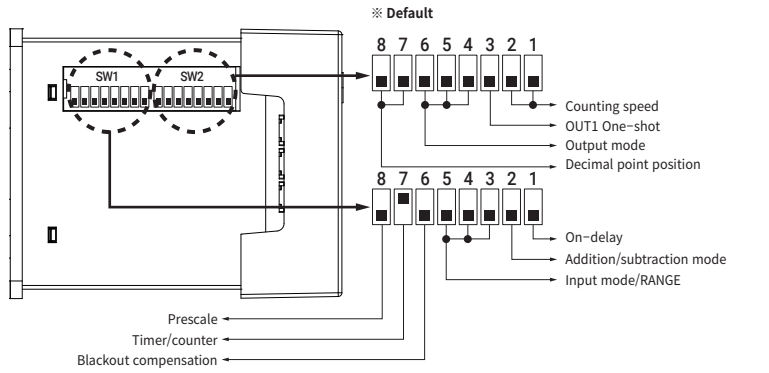 ※ Default
SW1 SW2
8 7 6 5 4 3 2 1
Counting speed
OUT1 One-shot
Output mode
Decimal point position
8 7 6 5 4 3 2 1
On-delay
Addition/subtraction mode
Input mode/RANGE
Prescale
Timer/counter
Blackout compensation